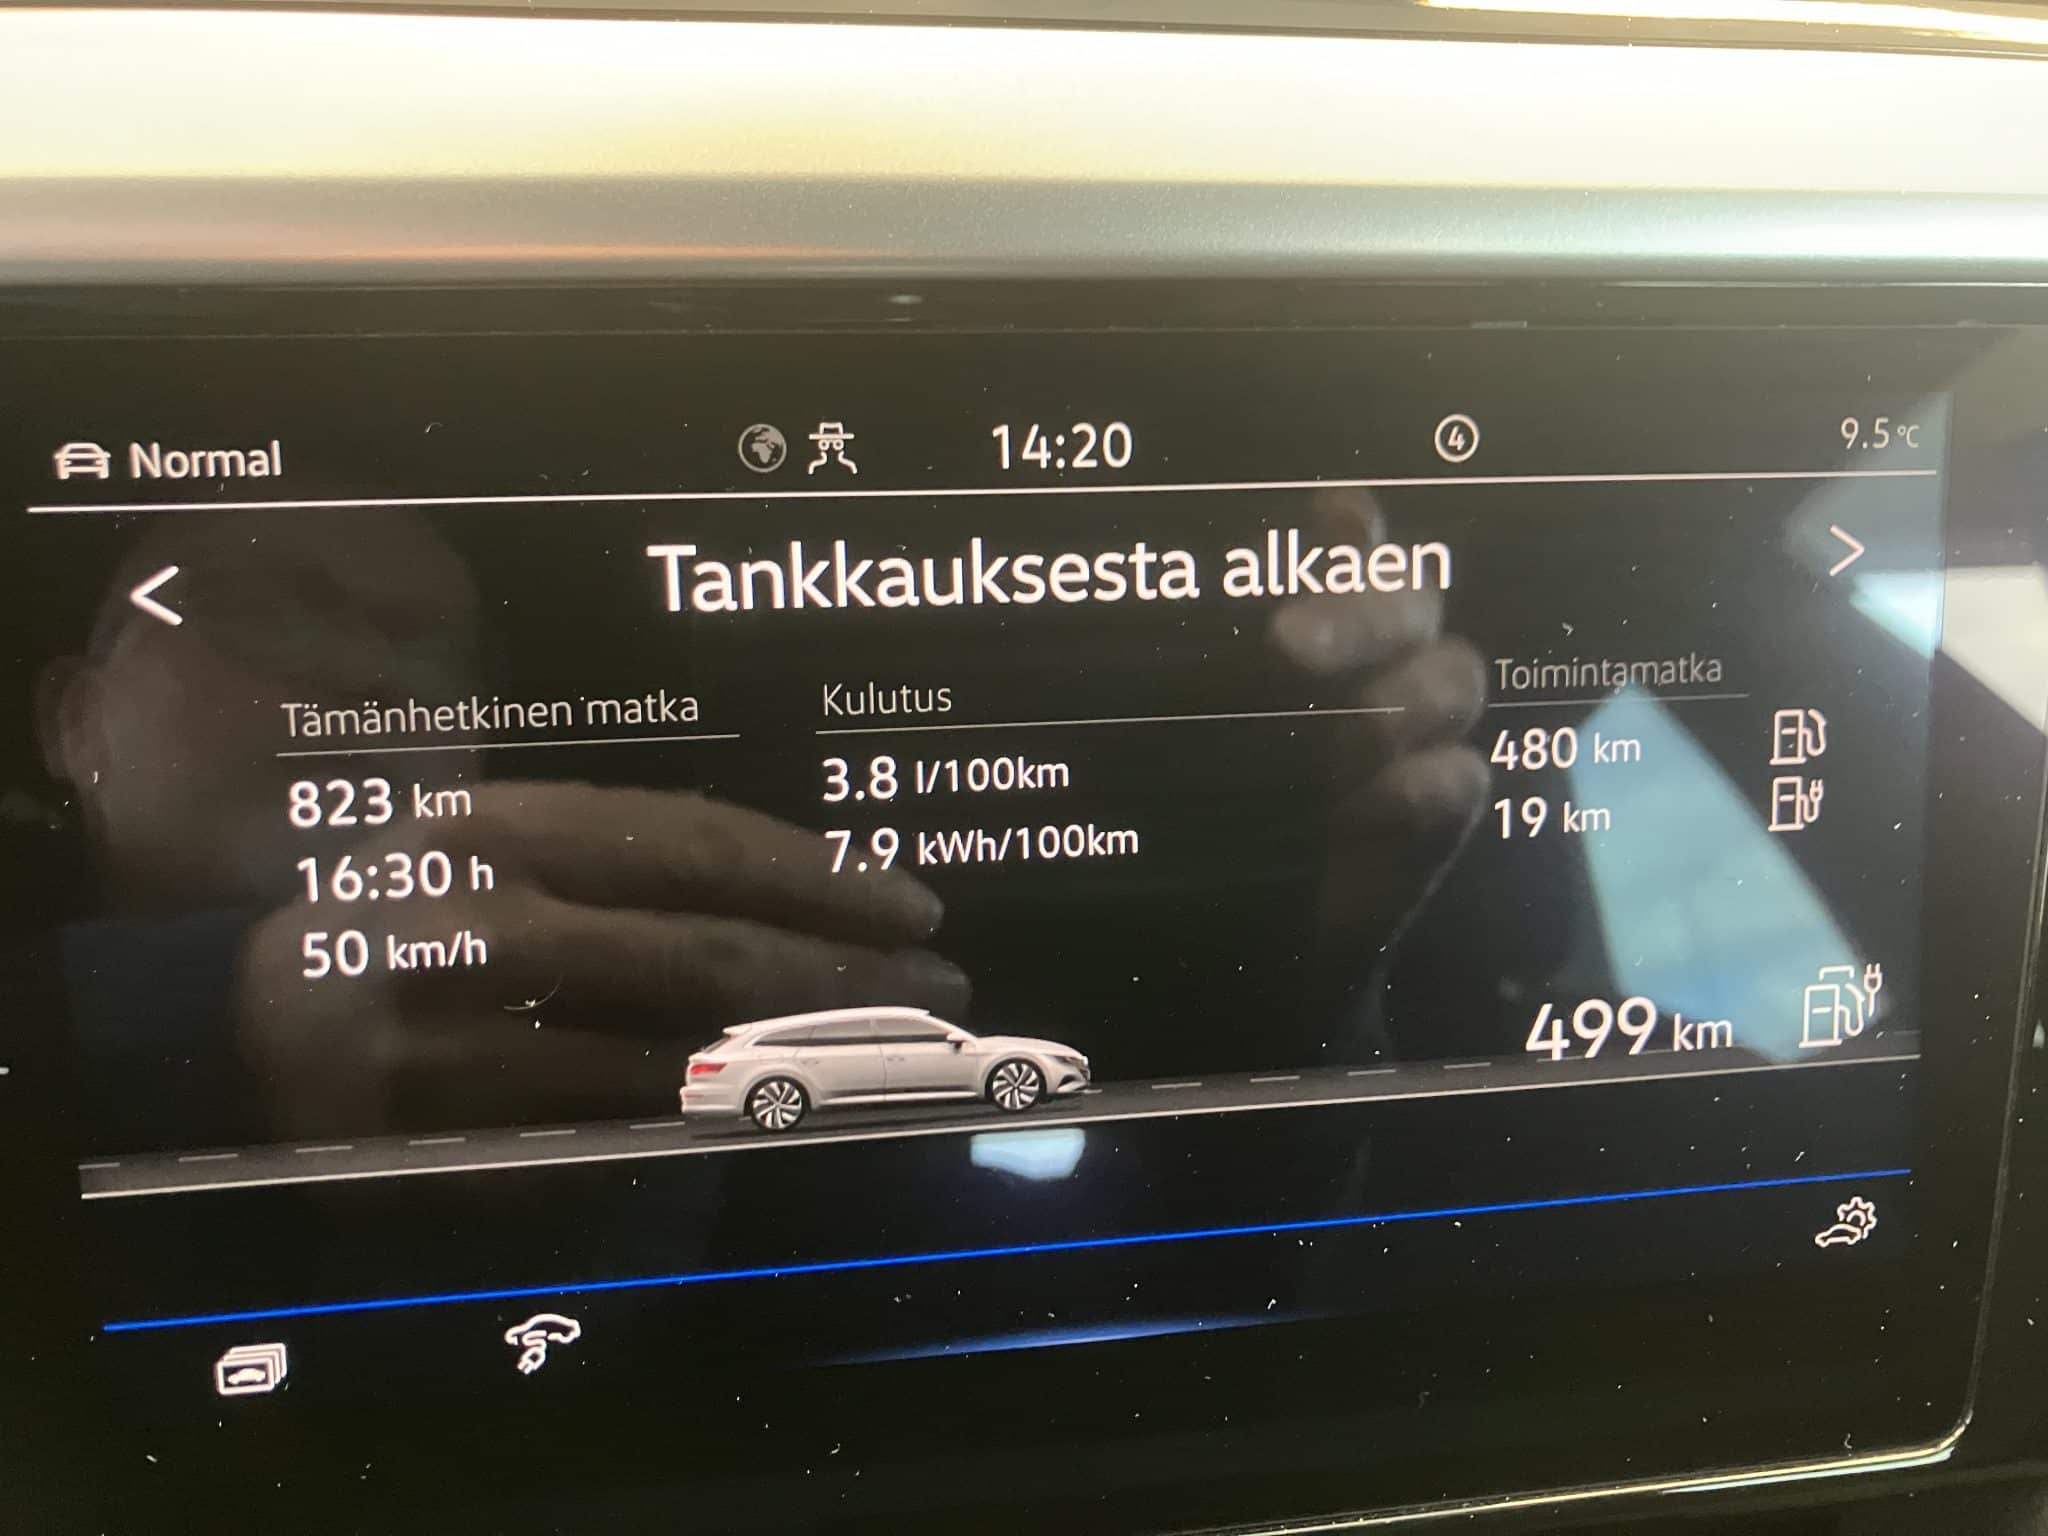 Normal
14:20
4
9.5 °C
<
Tankkauksesta alkaen
>
Tämänhetkinen matka
823 km
16:30 h
50 km/h
Kulutus
3.8 l/100km
7.9 kWh/100km
Toimintamatka
480 km
19 km
499 km